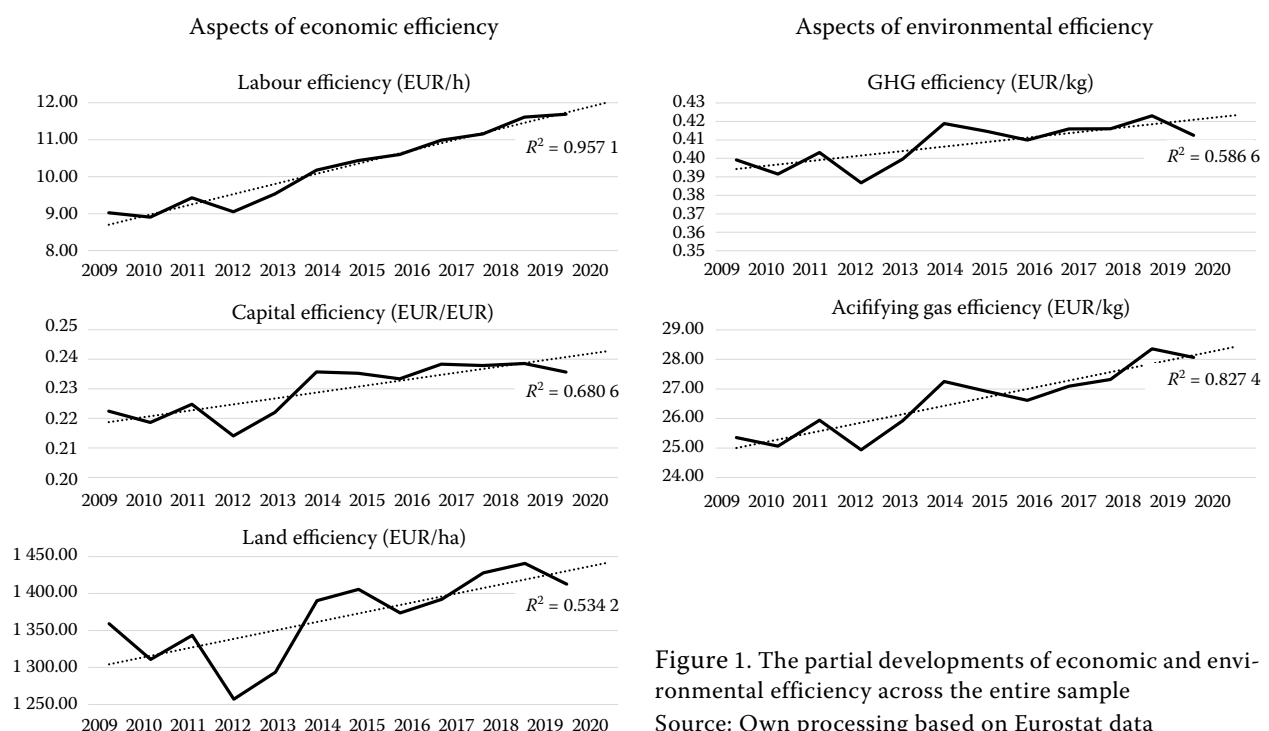 Aspects of economic efficiency
Labour efficiency (EUR/h)
12.00
11.00
10.00
9.00
8.00
R² = 0.957 1
2009 2010 2011 2012 2013 2014 2015 2016 2017 2018 2019 2020
Capital efficiency (EUR/EUR)
0.25
0.24
0.23
0.22
0.21
0.20
R² = 0.680 6
2009 2010 2011 2012 2013 2014 2015 2016 2017 2018 2019 2020
Land efficiency (EUR/ha)
1 450.00
1 400.00
1 350.00
1 300.00
1 250.00
R² = 0.534 2
2009 2010 2011 2012 2013 2014 2015 2016 2017 2018 2019 2020
Aspects of environmental efficiency
GHG efficiency (EUR/kg)
0.43
0.42
0.41
0.40
0.39
0.38
0.37
0.36
0.35
R² = 0.586 6
2009 2010 2011 2012 2013 2014 2015 2016 2017 2018 2019 2020
Acififying gas efficiency (EUR/kg)
29.00
28.00
27.00
26.00
25.00
24.00
R² = 0.827 4
2009 2010 2011 2012 2013 2014 2015 2016 2017 2018 2019 2020
Figure 1. The partial developments of economic and envi-
ronmental efficiency across the entire sample
Source: Own processing based on Eurostat data